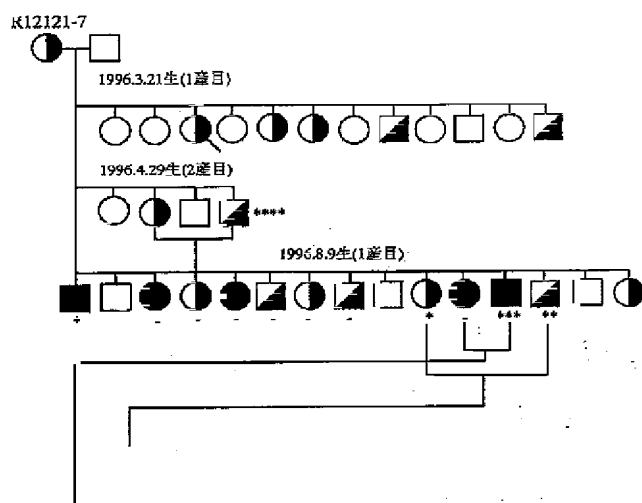 R12121-7
1996.3.21生(1産目)
1996.4.29生(2産目)
****
1996.8.9生(1産目)
* - - - - - - * - *** **